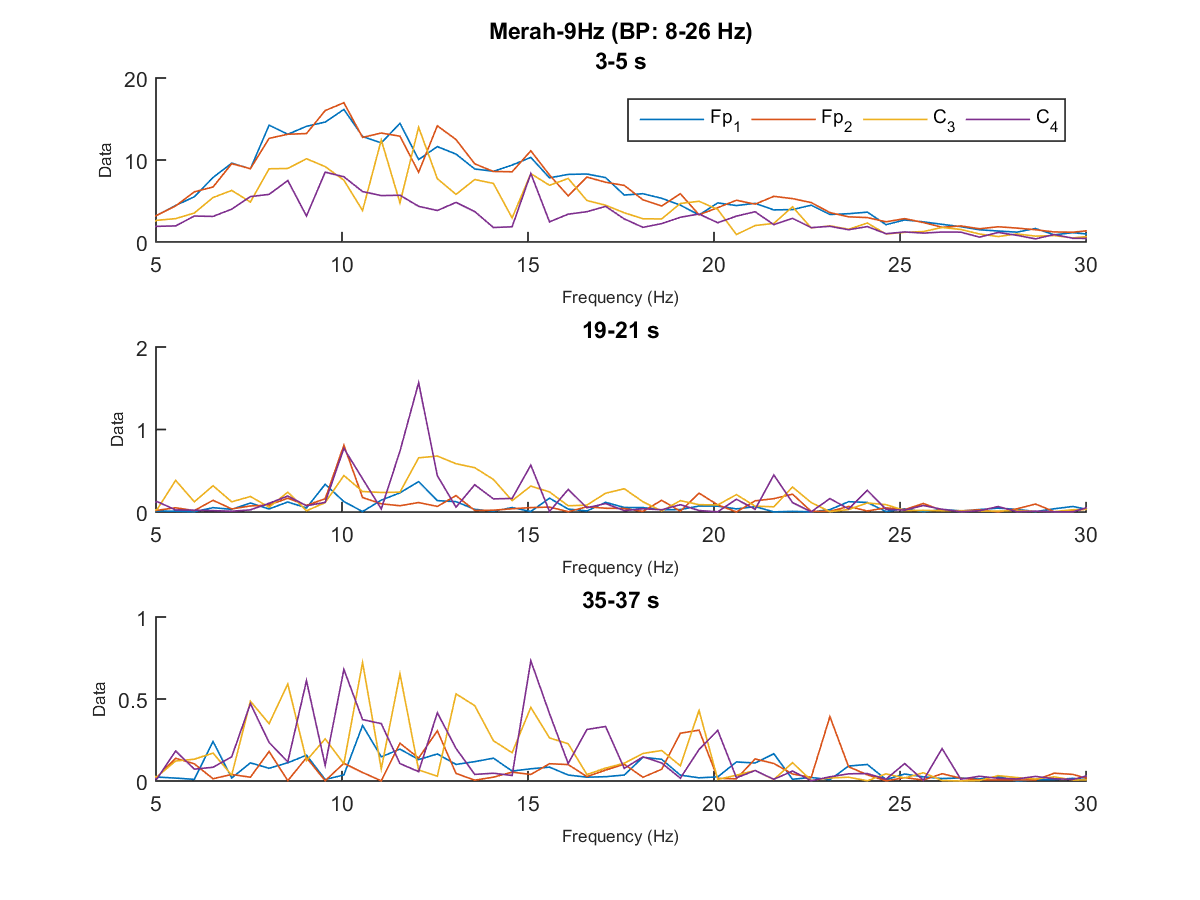 Merah-9Hz (BP: 8-26 Hz)
3-5 s
Data
20
10
0
Fp1 Fp2 C3 C4
5 10 15 20 25 30
Frequency (Hz)
19-21 s
Data
2
1
0
5 10 15 20 25 30
Frequency (Hz)
35-37 s
Data
1
0.5
0
5 10 15 20 25 30
Frequency (Hz)